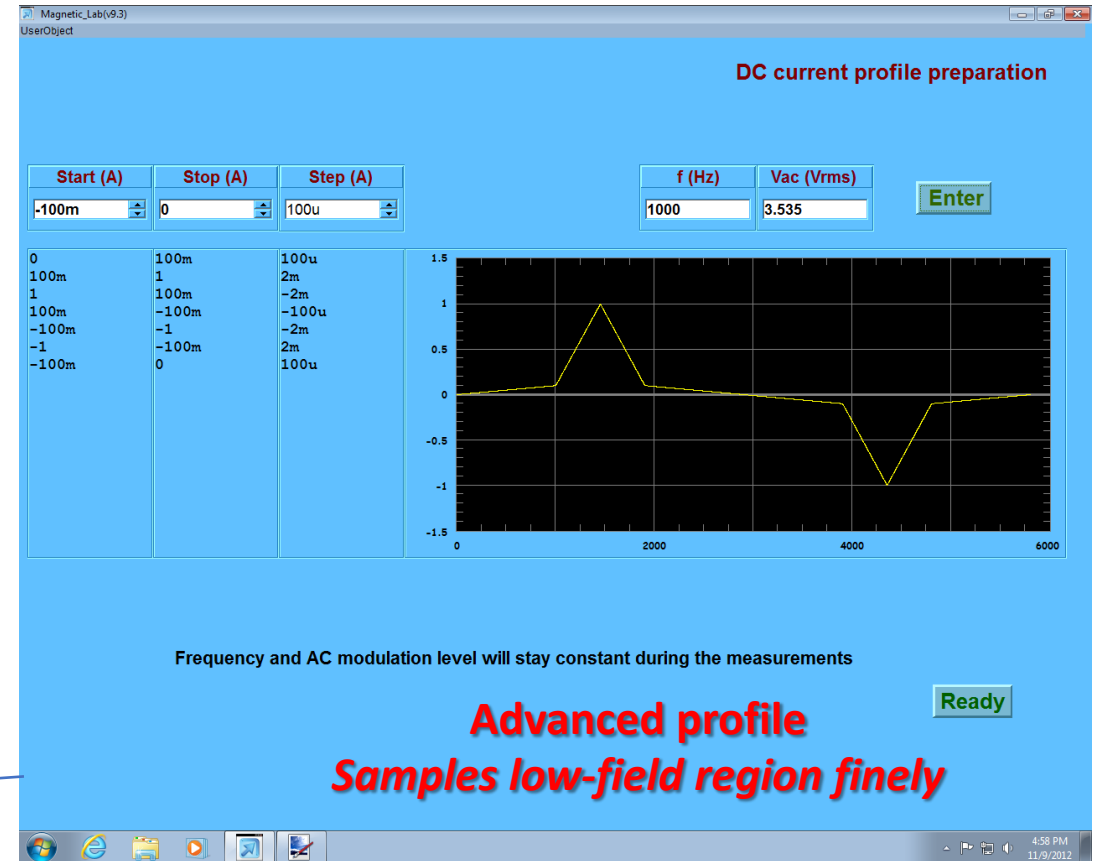 Magnetic_Lab(v9.3)
UserObject
DC current profile preparation
Start (A) Stop (A) Step (A) f (Hz) Vac (Vrms)
-100m 0 100u 1000 3.535 Enter
0 100m 100u
100m 1 2m
1 100m -2m
100m -100m -100u
-100m -1 -2m
-1 -100m 2m
-100m 0 100u
1.5
1
0.5
0
-0.5
-1
-1.5
0 2000 4000 6000
Frequency and AC modulation level will stay constant during the measurements
Ready
Advanced profile
Samples low-field region finely
4:58 PM
11/9/2012